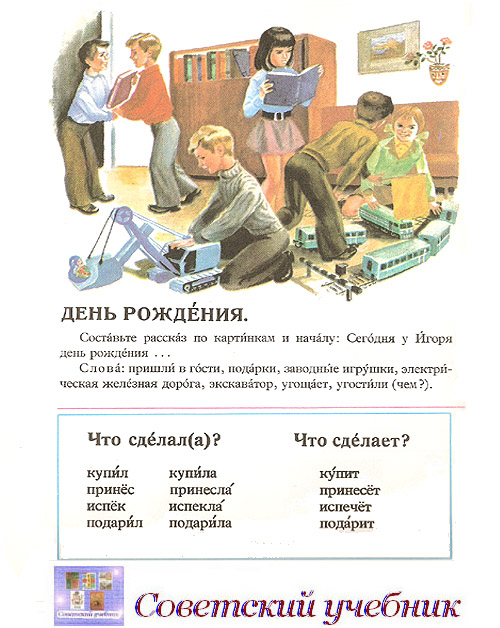 ДЕНЬ РОЖДЕ́НИЯ.
Соста́вьте расска́з по карти́нкам и нача́лу: Сего́дня у И́горя
день рожде́ния ...
Слова́: пришли́ в го́сти, пода́рки, заводны́е игру́шки, электри́-
ческая желе́зная доро́га, экскава́тор, угоща́ет, угости́ли (чем?).
Что сде́лал(а)? Что сде́лает?
купи́л купи́ла ку́пит
принёс принесла́ принесёт
испёк испекла́ испечёт
подари́л подари́ла пода́рит
Советский учебник
Советский учебник